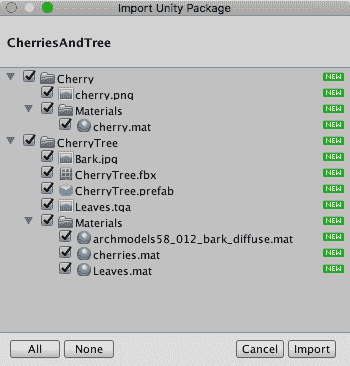 Import Unity Package
CherriesAndTree
Cherry NEW
cherry.png NEW
Materials NEW
cherry.mat NEW
CherryTree NEW
Bark.jpg NEW
CherryTree.fbx NEW
CherryTree.prefab NEW
Leaves.tga NEW
Materials NEW
archmodels58_012_bark_diffuse.mat NEW
cherries.mat NEW
Leaves.mat NEW
All None Cancel Import